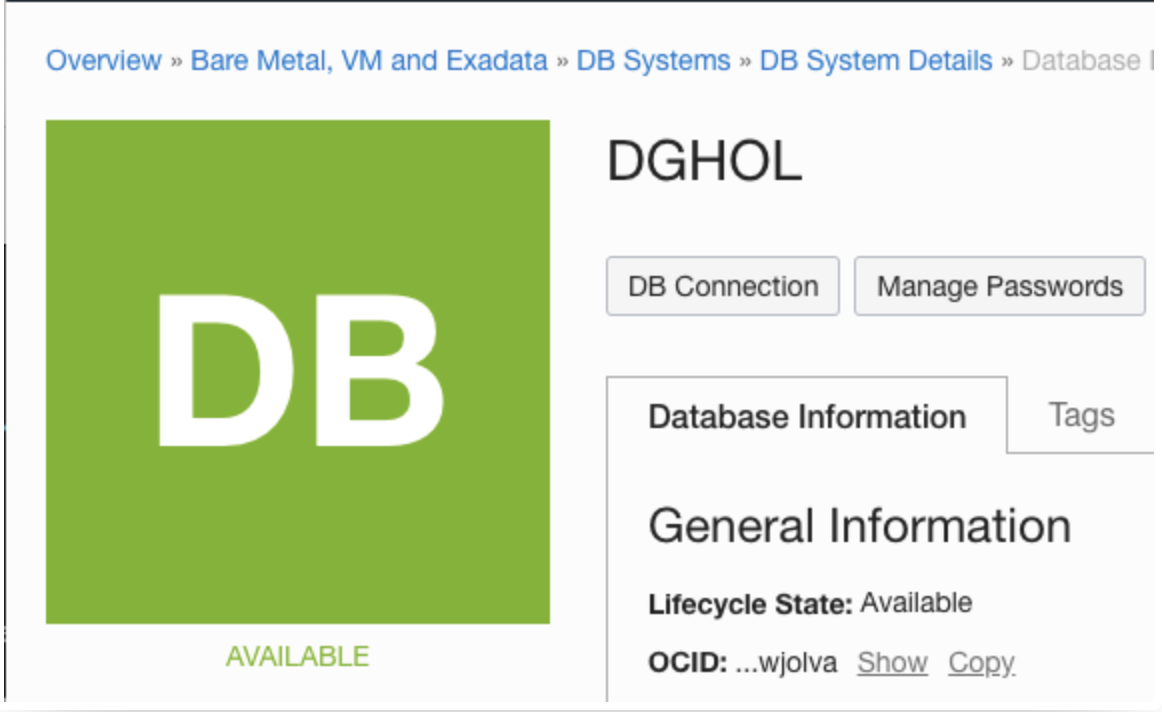 Overview » Bare Metal, VM and Exadata » DB Systems » DB System Details » Database
DB
AVAILABLE
DGHOL
DB Connection Manage Passwords
Database Information Tags
General Information
Lifecycle State: Available
OCID: ...wjolva Show Copy